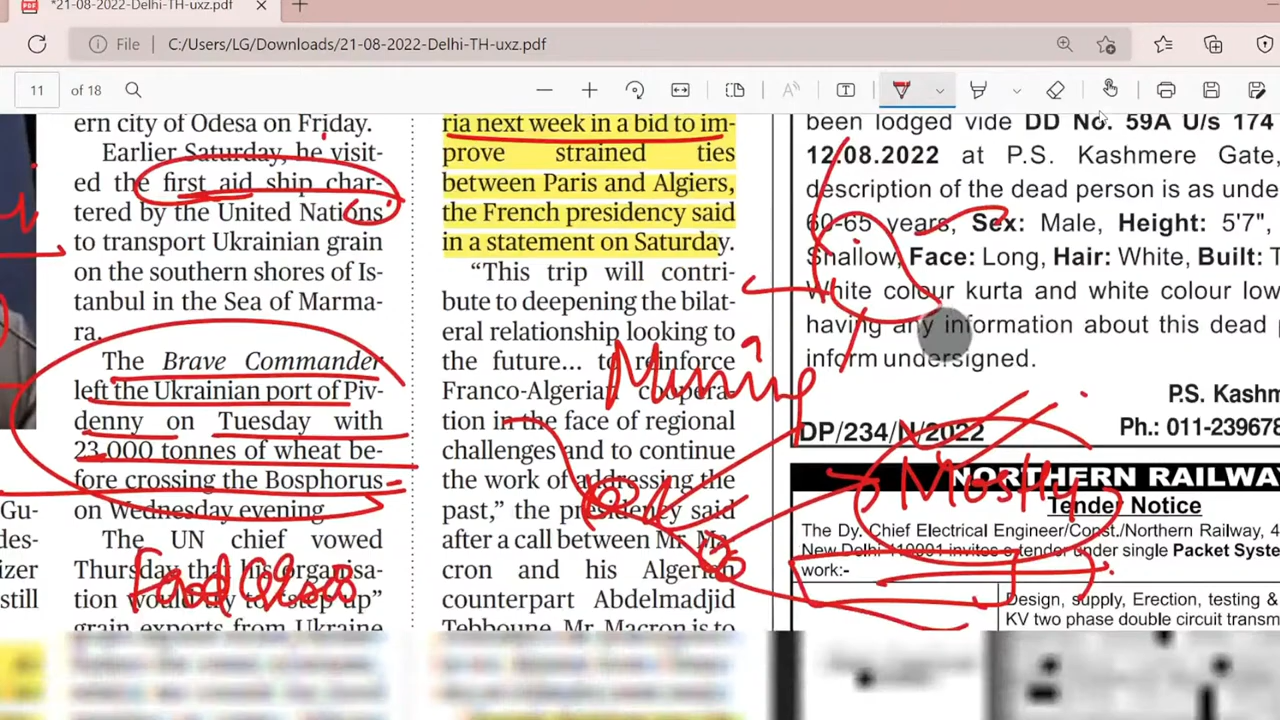 *21-08-2022-Delhi-TH-uxz.pdf
File C:/Users/LG/Downloads/21-08-2022-Delhi-TH-uxz.pdf
11 of 18
ern city of Odesa on Friday.
Earlier Saturday, he visit-
ed the first aid ship char-
tered by the United Nations
to transport Ukrainian grain
on the southern shores of Is-
tanbul in the Sea of Marma-
ra.
The Brave Commander
left the Ukrainian port of Piv-
denny on Tuesday with
23,000 tonnes of wheat be-
fore crossing the Bosphorus
on Wednesday evening.
The UN chief vowed
Thursday that his organisa-
tion would try to "step up"
grain exports from Ukraine
Gu-
des-
izer
still
ria next week in a bid to im-
prove strained ties
between Paris and Algiers,
the French presidency said
in a statement on Saturday.
"This trip will contri-
bute to deepening the bilat-
eral relationship looking to
the future... to reinforce
Franco-Algerian coopera-
tion in the face of regional
challenges and to continue
the work of addressing the
past," the presidency said
after a call between Mr. Ma-
cron and his Algerian
counterpart Abdelmadjid
Tebboune. Mr. Macron is to
been lodged vide DD No. 59A U/s 174
12.08.2022 at P.S. Kashmere Gate,
description of the dead person is as unde
60-65 years, Sex: Male, Height: 5'7",
Shallow, Face: Long, Hair: White, Built: T
White colour kurta and white colour low
having any information about this dead
inform undersigned.
P.S. Kashm
DP/234/N/2022 Ph: 011-239678
NORTHERN RAILWAY
Tender Notice
The Dy. Chief Electrical Engineer/Const./Northern Railway, 4
New Delhi-110001 invites e tender under single Packet Syste
work:-
Design, supply, Erection, testing &
KV two phase double circuit transm
Mining
Mostly
Food crisis